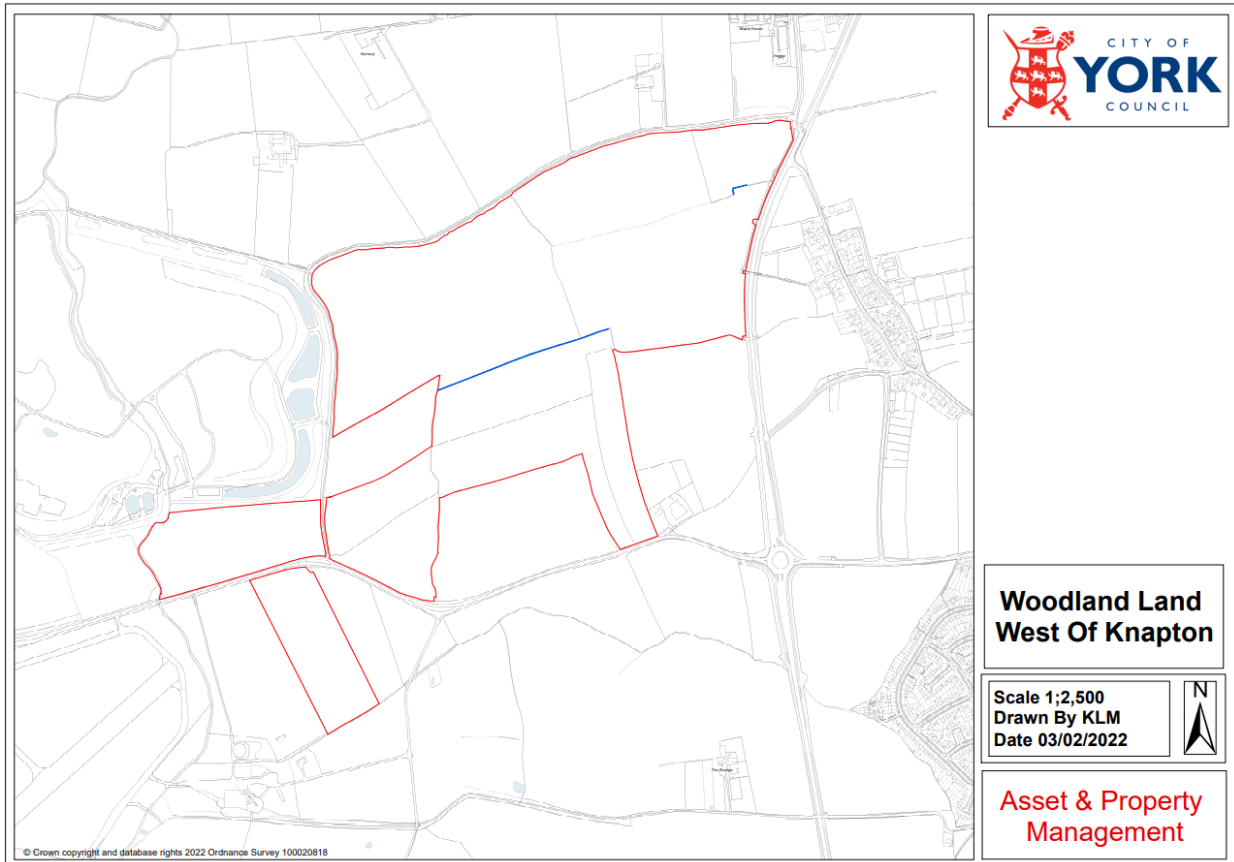 CITY OF
YORK
COUNCIL
Woodland Land
West Of Knapton
Scale 1;2,500
Drawn By KLM
Date 03/02/2022
N
Asset & Property
Management
© Crown copyright and database rights 2022 Ordnance Survey 100020818